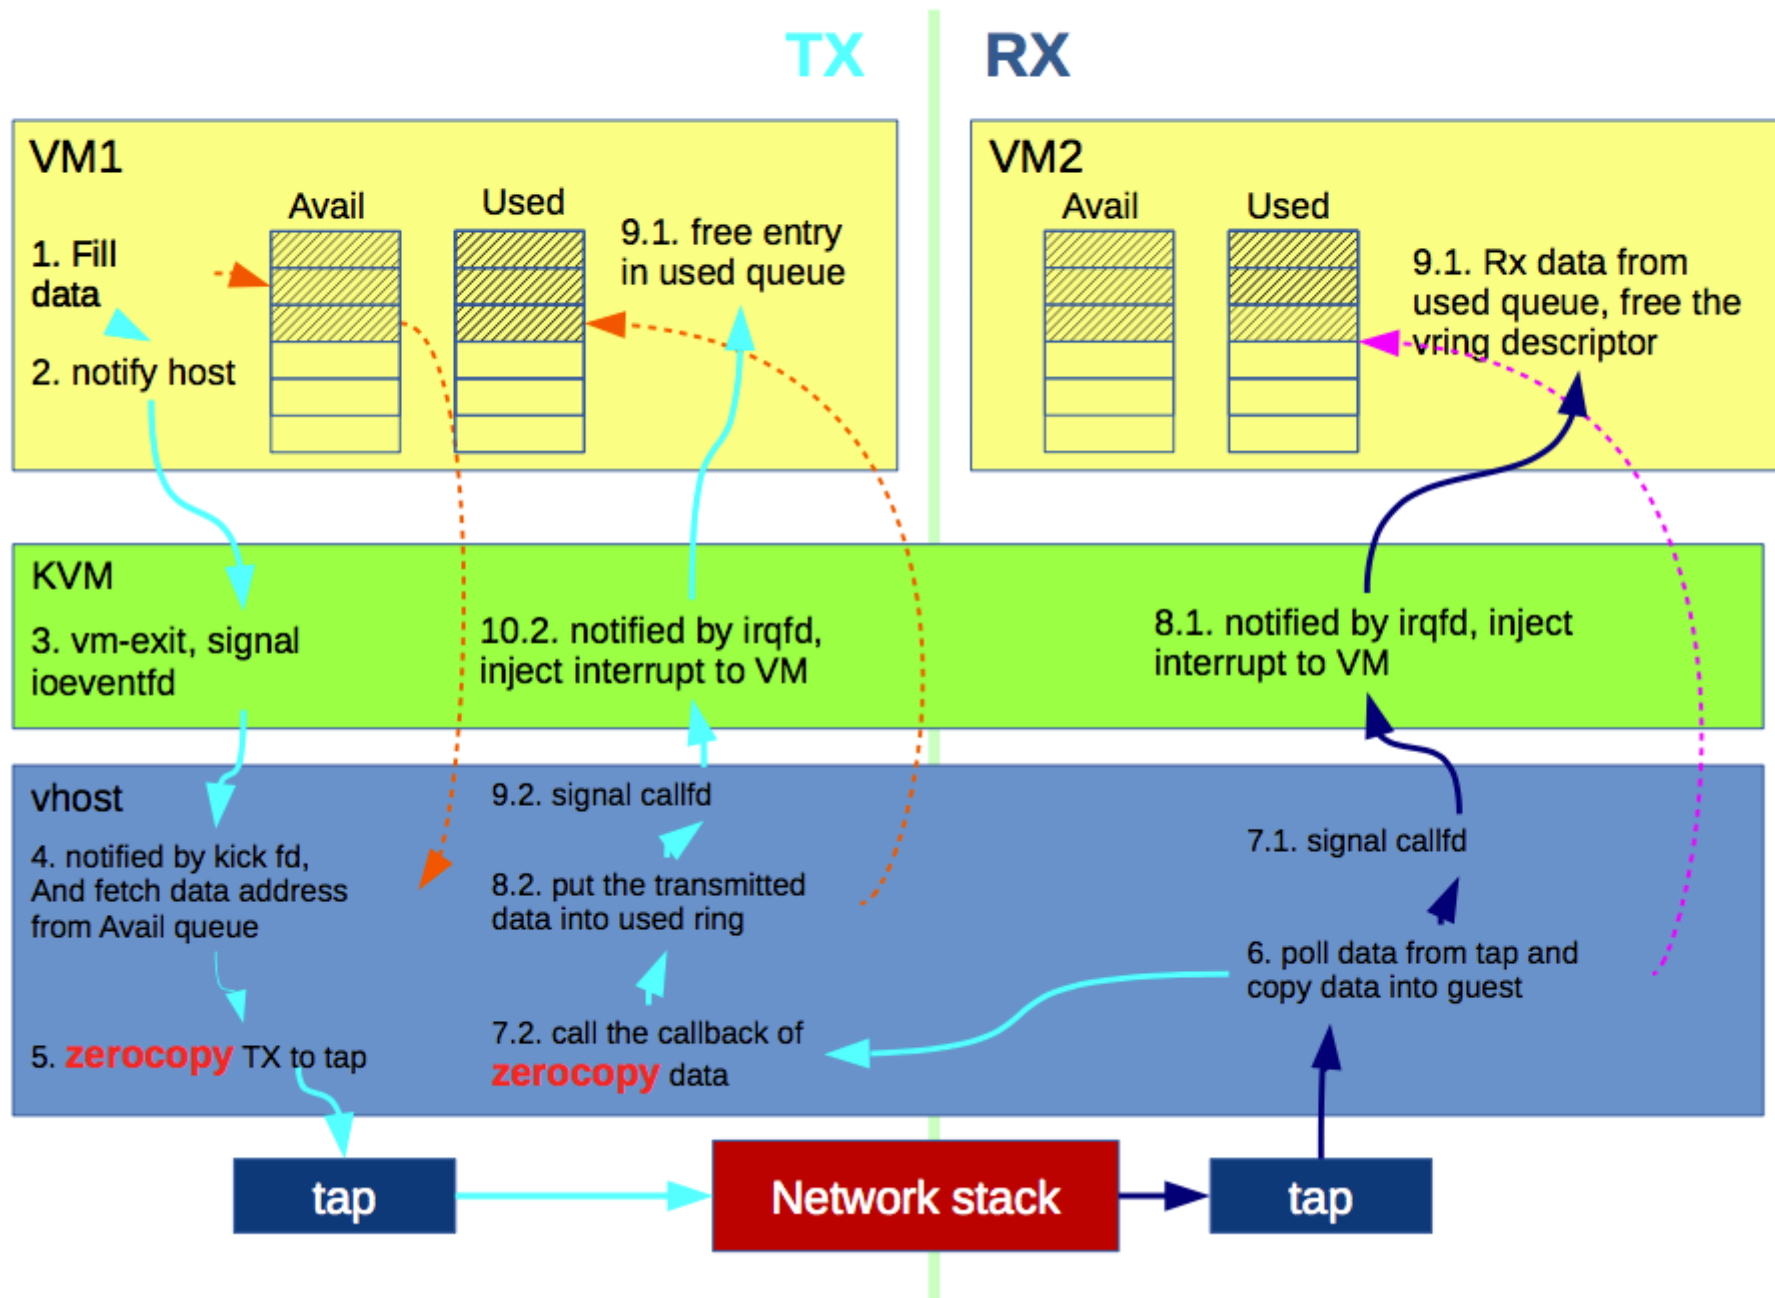 TX
RX
VM1
Avail
Used
1. Fill
data
2. notify host
9.1. free entry
in used queue
VM2
Avail
Used
9.1. Rx data from
used queue, free the
vring descriptor
KVM
3. vm-exit, signal
ioeventfd
10.2. notified by irqfd,
inject interrupt to VM
8.1. notified by irqfd, inject
interrupt to VM
vhost
4. notified by kick fd,
And fetch data address
from Avail queue
5. zerocopy TX to tap
9.2. signal callfd
8.2. put the transmitted
data into used ring
7.2. call the callback of
zerocopy data
7.1. signal callfd
6. poll data from tap and
copy data into guest
tap
Network stack
tap